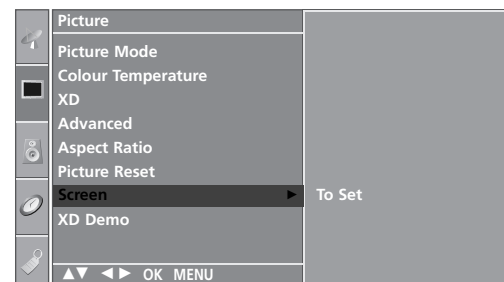 Picture
Picture Mode
Colour Temperature
XD
Advanced
Aspect Ratio
Picture Reset
Screen ► To Set
XD Demo
▲▼ ◄► OK MENU